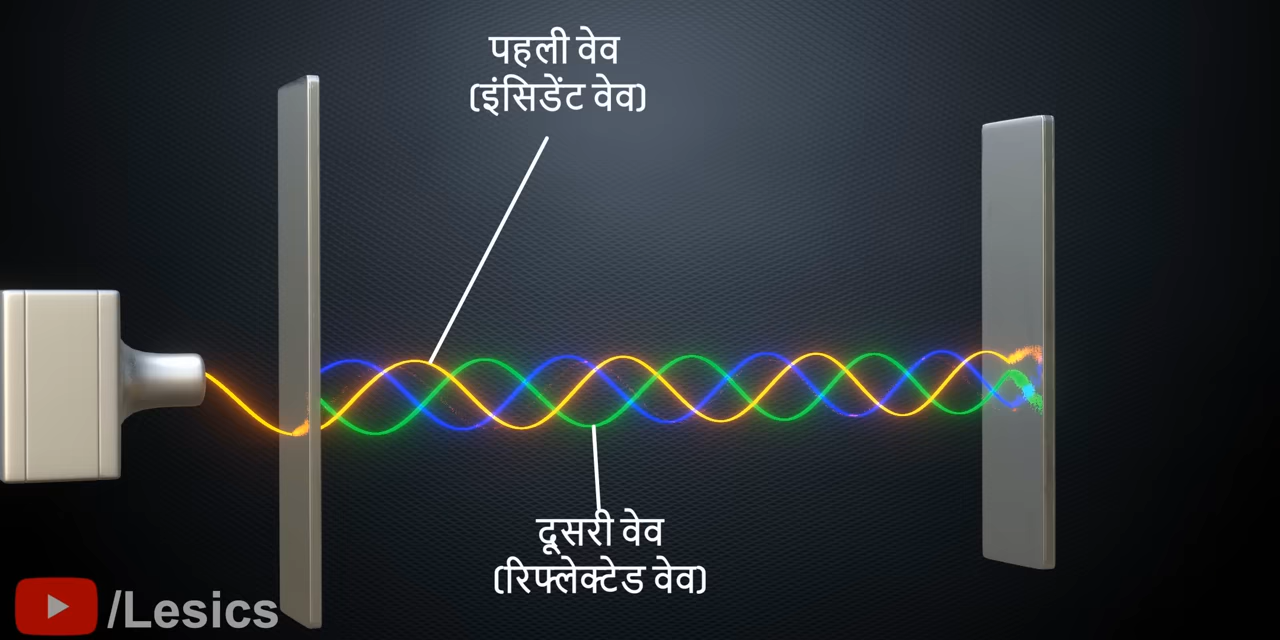 पहली वेव
(इंसिडेंट वेव)
दूसरी वेव
(रिफ्लेक्टेड वेव)
/Lesics